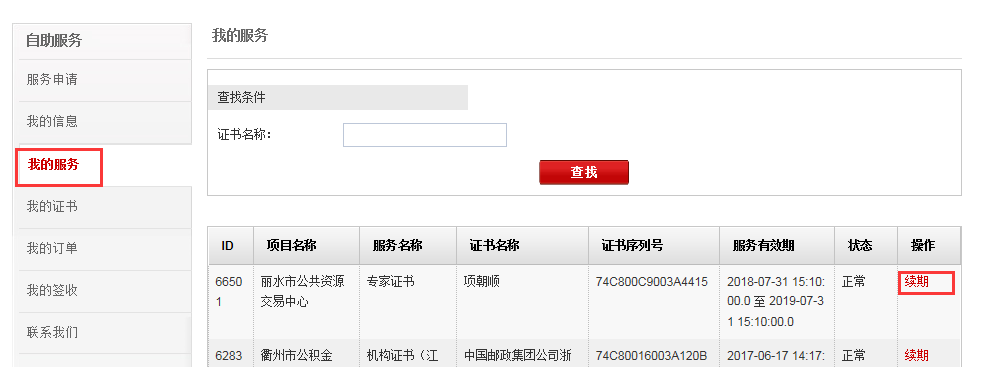 自助服务
服务申请
我的信息
我的服务
我的证书
我的订单
我的签收
联系我们
我的服务
查找条件
证书名称:
查找
ID 项目名称 服务名称 证书名称 证书序列号 服务有效期 状态 操作
6650 丽水市公共资源 专家证书 项朝顺 74C800C9003A4415 2018-07-31 15:10: 正常 续期
1 交易中心 00.0 至 2019-07-3
1 15:10:00.0
6283 衢州市公积金 机构证书（江 中国邮政集团公司浙 74C80016003A120B 2017-06-17 14:17: 正常 续期